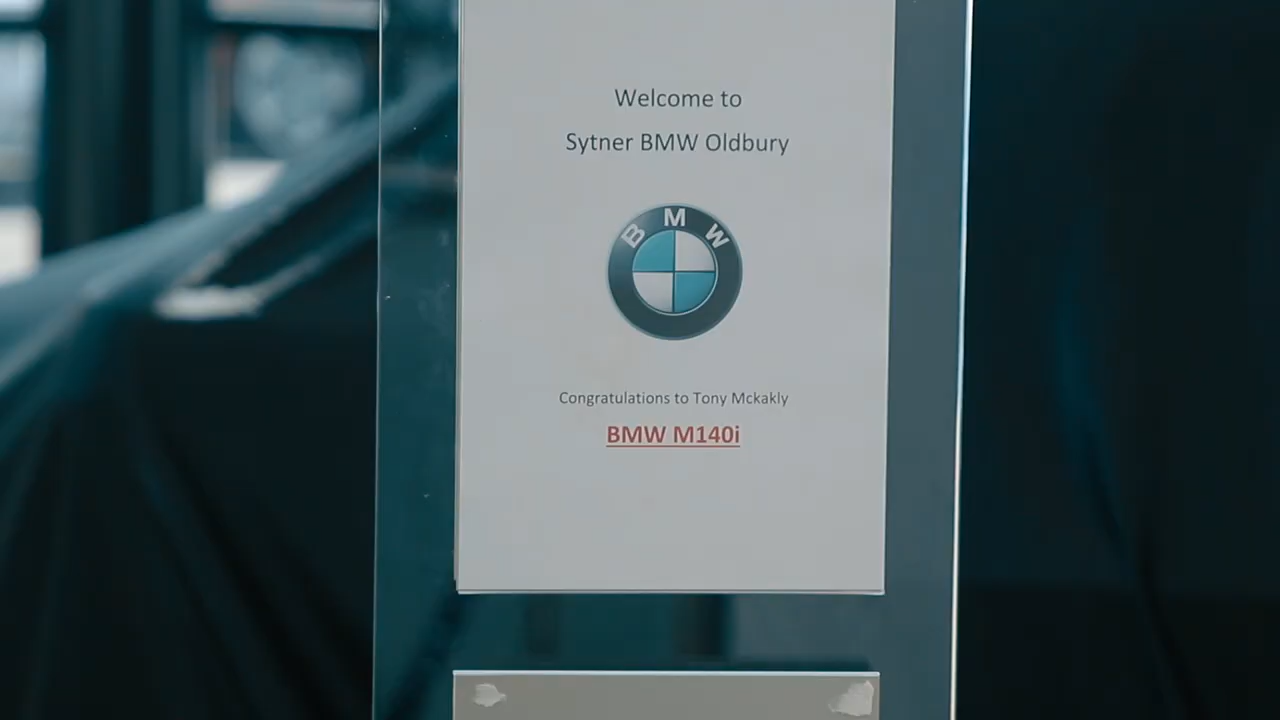 Welcome to
Sytner BMW Oldbury
BMW
Congratulations to Tony Mckakly
BMW M140i